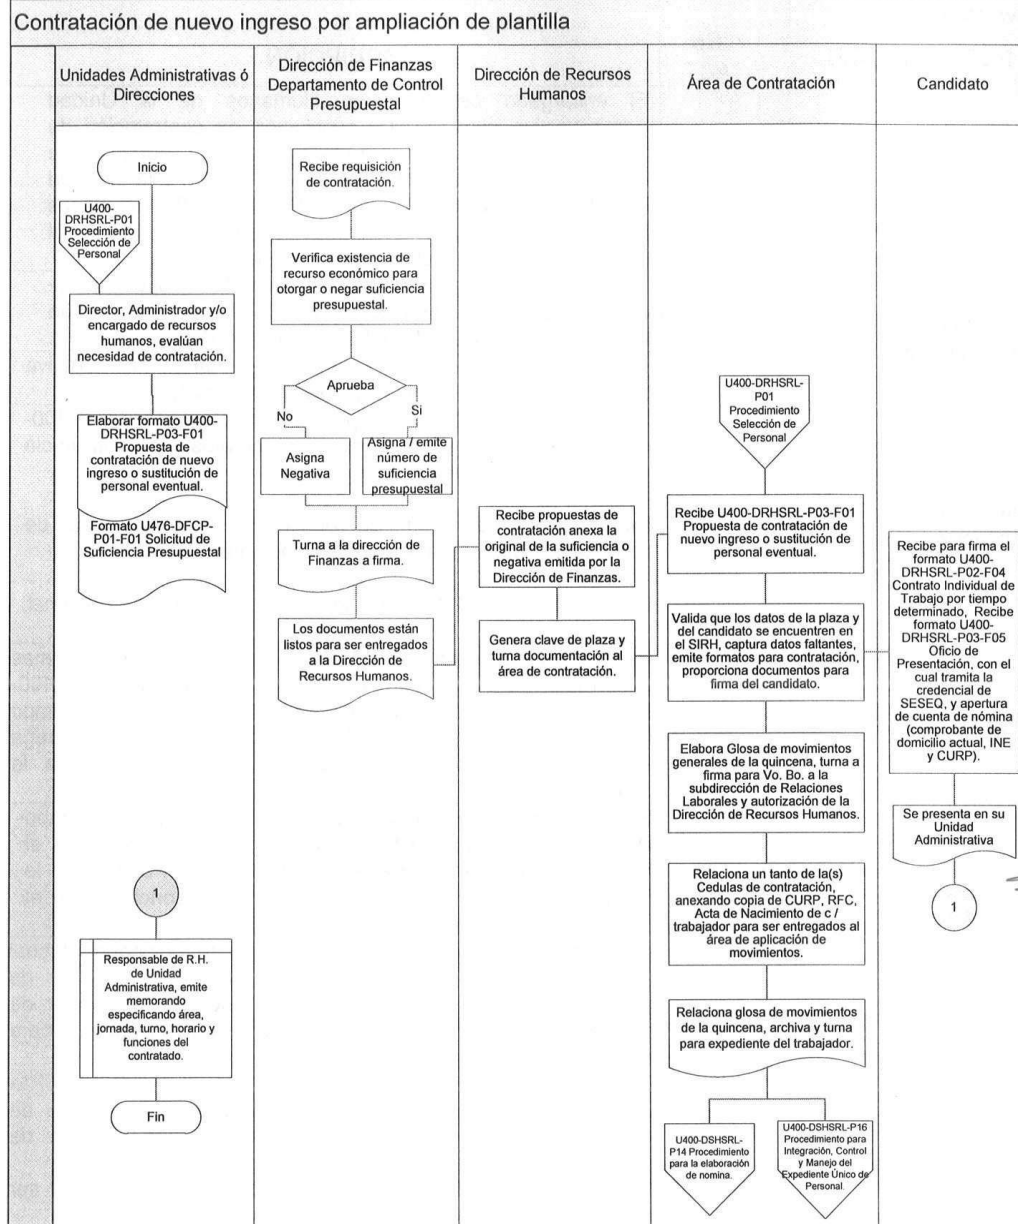 Contratación de nuevo ingreso por ampliación de plantilla
Unidades Administrativas ó
Direcciones
Dirección de Finanzas
Departamento de Control
Presupuestal
Dirección de Recursos
Humanos
Área de Contratación
Candidato
Inicio
U400-
DRHSRL-P01
Procedimiento
Selección de
Personal
Director, Administrador y/o
encargado de recursos
humanos, evalúan
necesidad de contratación.
Elaborar formato U400-
DRHSRL-P03-F01
Propuesta de
contratación de nuevo
ingreso o sustitución de
personal eventual.
Formato U476-DFCP-
P01-F01 Solicitud de
Suficiencia Presupuestal
1
Responsable de R.H.
de Unidad
Administrativa, emite
memorando
especificando área,
jornada, turno, horario y
funciones del
contratado.
Fin
Recibe requisición
de contratación.
Verifica existencia de
recurso económico para
otorgar o negar suficiencia
presupuestal.
Aprueba
No
Si
Asigna
Negativa
Asigna / emite
número de
suficiencia
presupuestal
Turna a la dirección de
Finanzas a firma.
Los documentos están
listos para ser entregados
a la Dirección de
Recursos Humanos.
Recibe propuestas de
contratación anexa la
original de la suficiencia o
negativa emitida por la
Dirección de Finanzas.
Genera clave de plaza y
turna documentación al
área de contratación.
U400-DRHSRL-
P01
Procedimiento
Selección de
Personal
Recibe U400-DRHSRL-P03-F01
Propuesta de contratación de
nuevo ingreso o sustitución de
personal eventual.
Valida que los datos de la plaza y
del candidato se encuentren en
el SIRH, captura datos faltantes,
emite formatos para contratación,
proporciona documentos para
firma del candidato.
Elabora Glosa de movimientos
generales de la quincena, turna a
firma para Vo. Bo. a la
subdirección de Relaciones
Laborales y autorización de la
Dirección de Recursos Humanos.
Relaciona un tanto de la(s)
Cedulas de contratación,
anexando copia de CURP, RFC,
Acta de Nacimiento de c /
trabajador para ser entregados al
área de aplicación de
movimientos.
Relaciona glosa de movimientos
de la quincena, archiva y turna
para expediente del trabajador.
U400-DSHSRL-
P14 Procedimiento
para la elaboración
de nomina.
U400-DSHSRL-P16
Procedimiento para
Integración, Control
y Manejo del
Expediente Único de
Personal.
Recibe para firma el
formato U400-
DRHSRL-P02-F04
Contrato Individual de
Trabajo por tiempo
determinado, Recibe
formato U400-
DRHSRL-P03-F05
Oficio de
Presentación, con el
cual tramita la
credencial de
SESEQ, y apertura
de cuenta de nómina
(comprobante de
domicilio actual, INE
y CURP).
Se presenta en su
Unidad
Administrativa
1